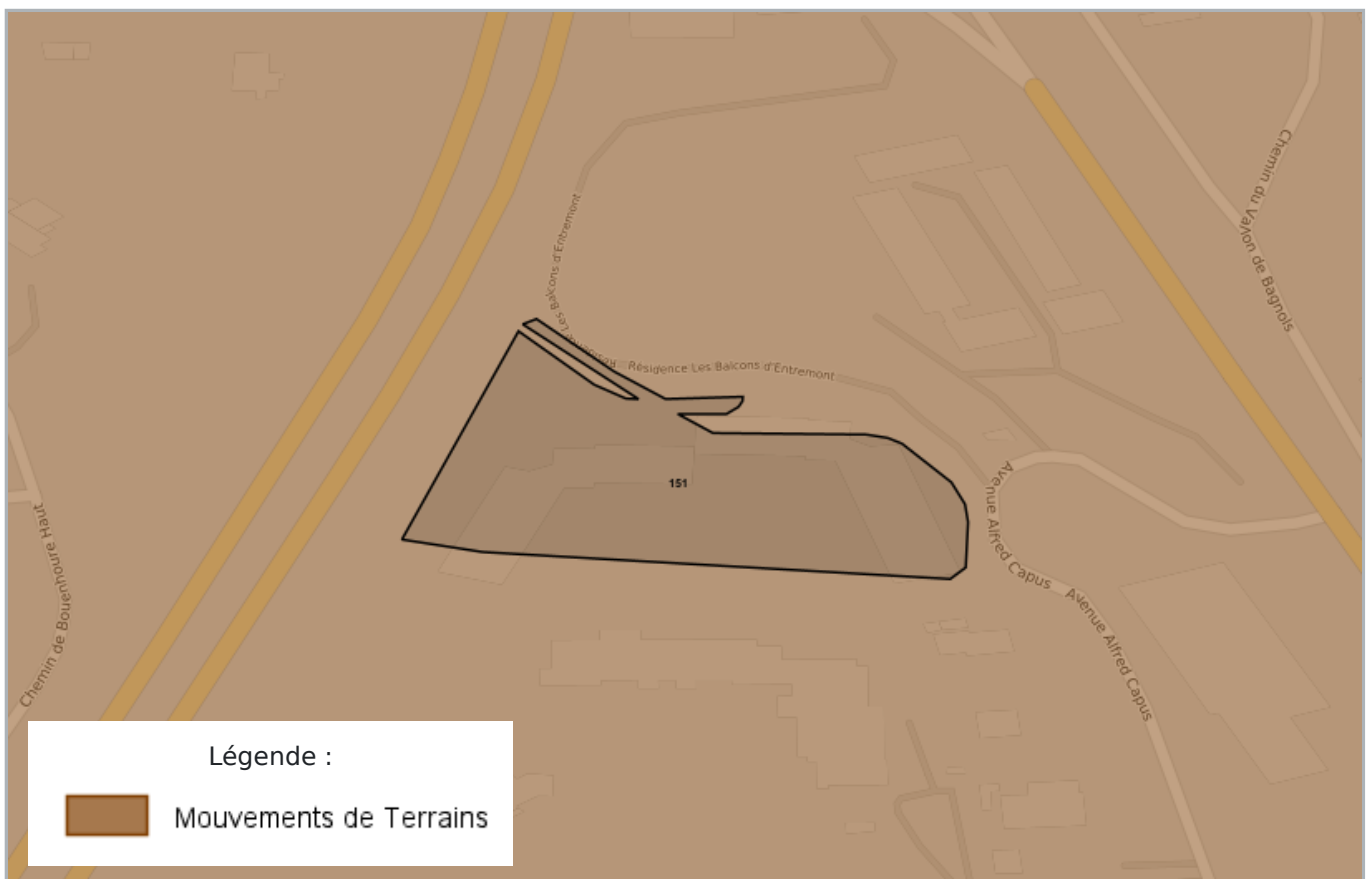 Chemin du Vallon de Bagnols
Les Balcons d'Entremont
Résidence Les Balcons d'Entremont
151
Avenue Alfred Capus
Avenue Alfred Capus
Chemin de Bouenhoure Haut
Légende :
Mouvements de Terrains